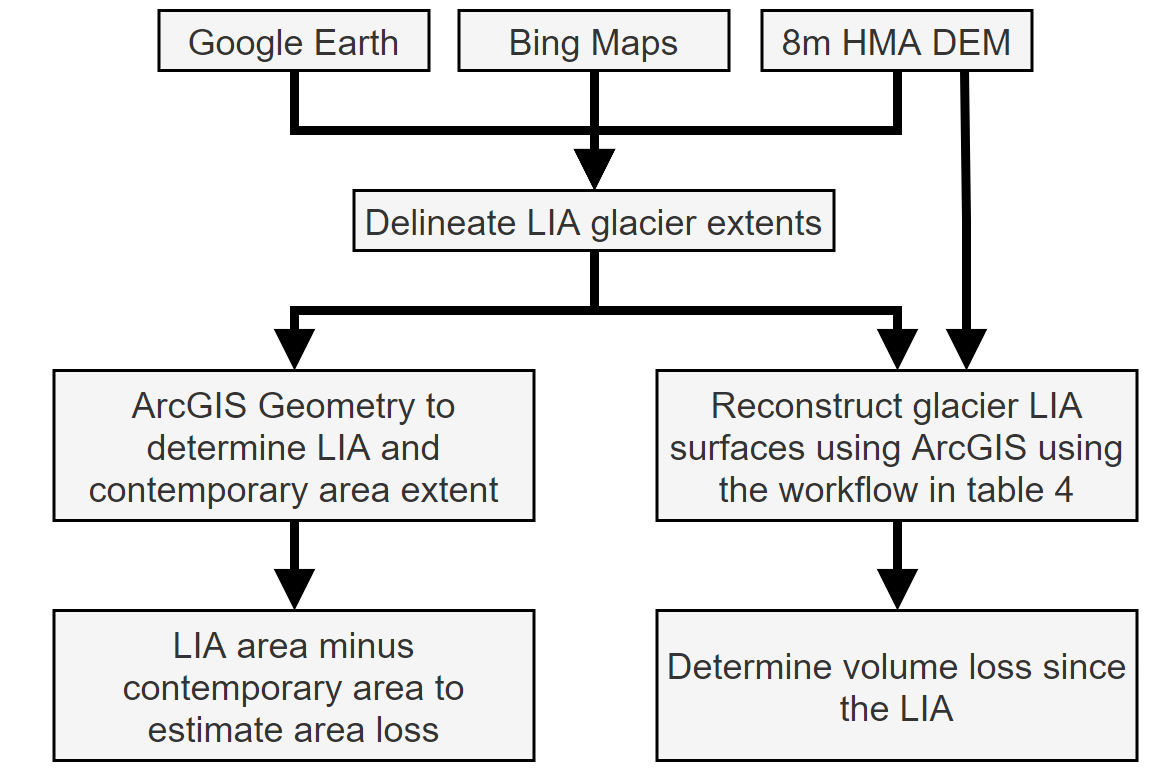 Google Earth
Bing Maps
8m HMA DEM
Delineate LIA glacier extents
ArcGIS Geometry to
determine LIA and
contemporary area extent
Reconstruct glacier LIA
surfaces using ArcGIS using
the workflow in table 4
LIA area minus
contemporary area to
estimate area loss
Determine volume loss since
the LIA